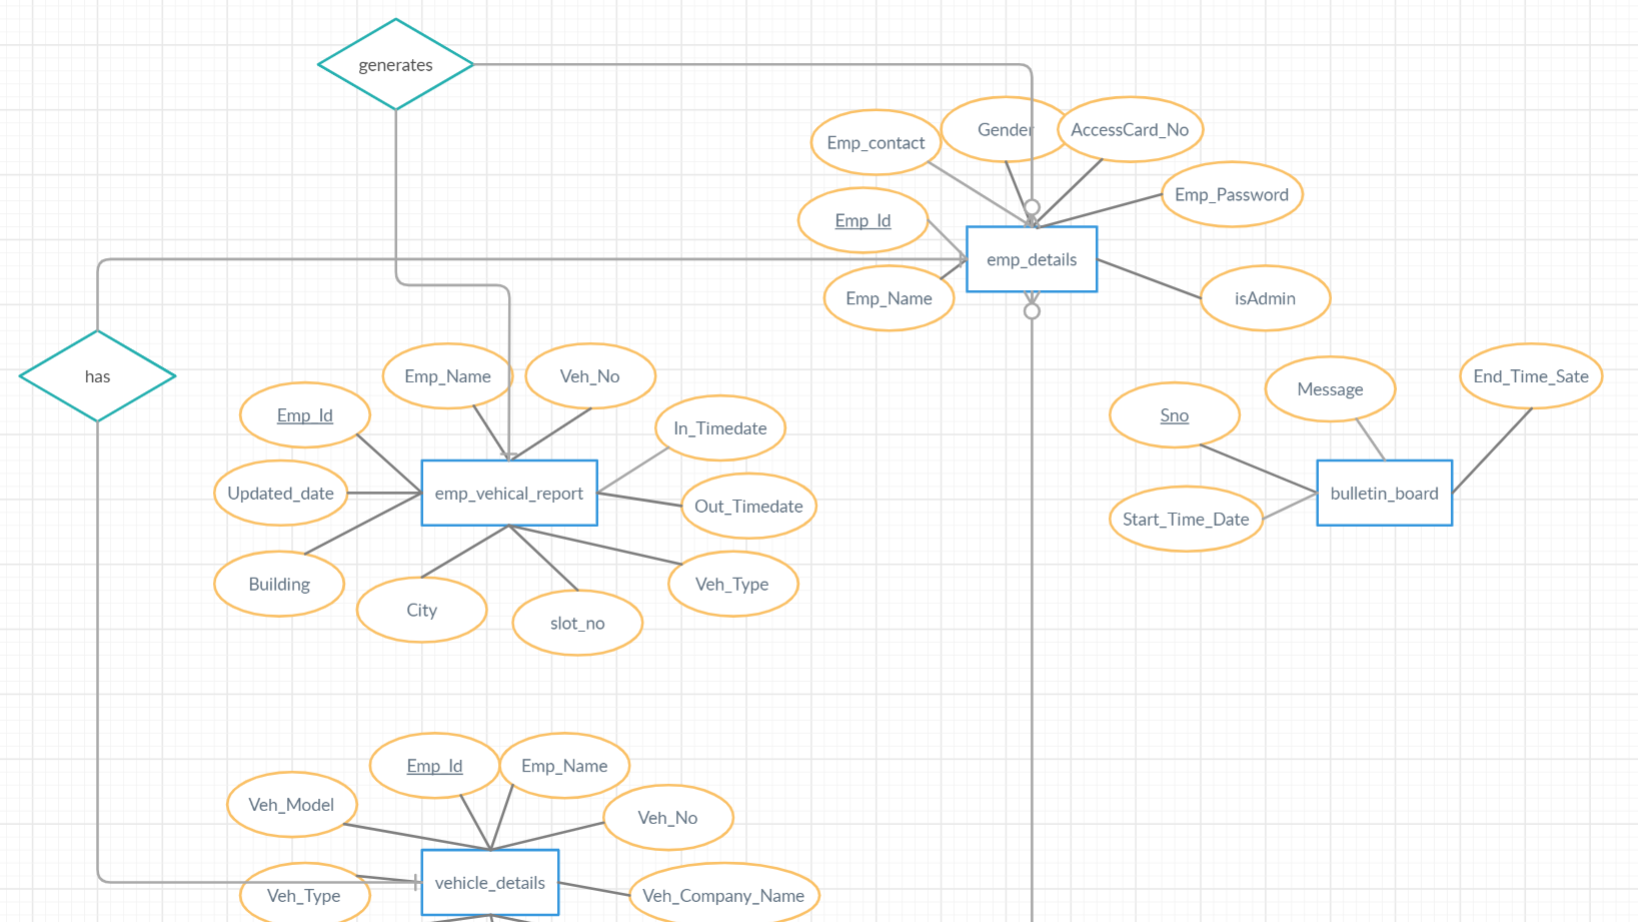 generates
Gender
AccessCard_No
Emp_contact
Emp_Password
Emp_Id
emp_details
Emp_Name
isAdmin
has
Emp_Name
Veh_No
Message
End_Time_Sate
Emp_Id
In_Timedate
Sno
Updated_date
emp_vehical_report
Out_Timedate
bulletin_board
Start_Time_Date
Building
City
slot_no
Veh_Type
Emp_Id
Emp_Name
Veh_Model
Veh_No
Veh_Type
vehicle_details
Veh_Company_Name